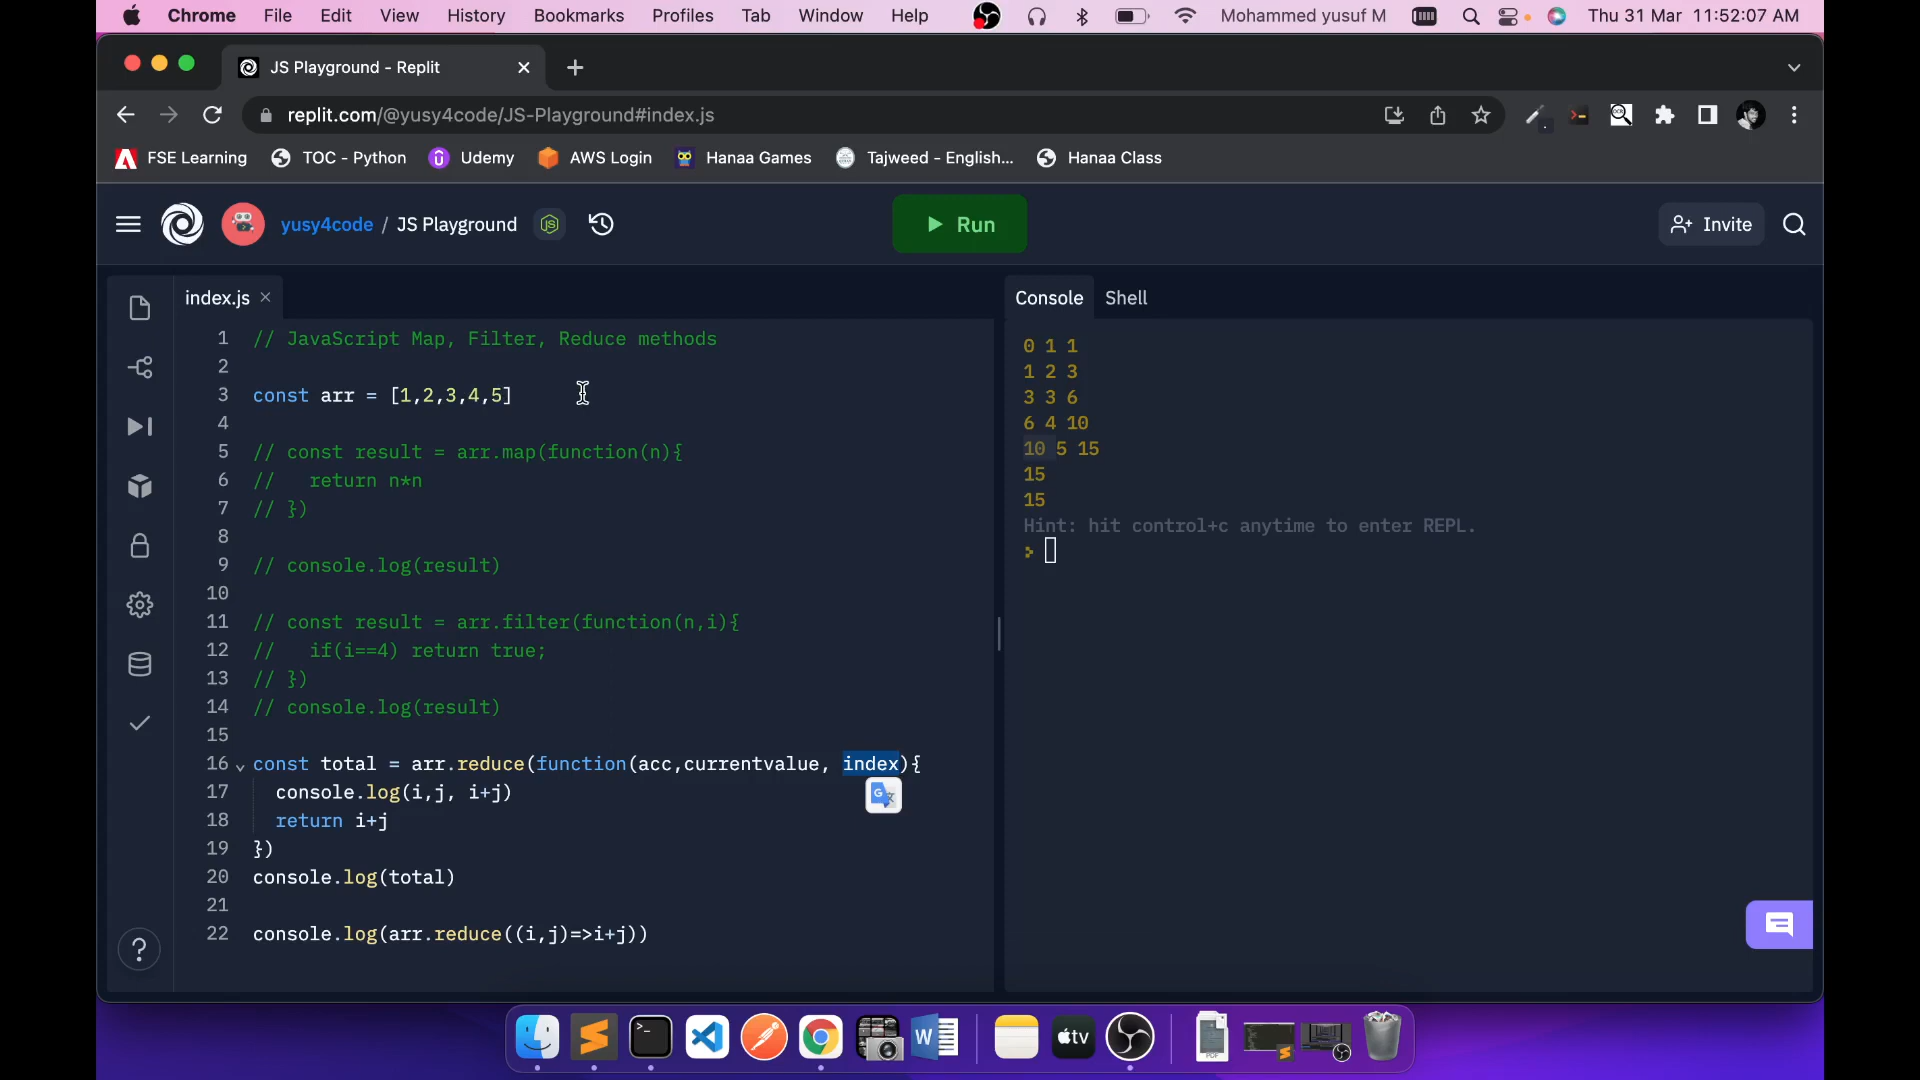 Chrome File Edit View History Bookmarks Profiles Tab Window Help Mohammed yusuf M Thu 31 Mar 11:52:07 AM
JS Playground - Replit
replit.com/@yusy4code/JS-Playground#index.js
FSE Learning TOC - Python Udemy AWS Login Hanaa Games Tajweed - English... Hanaa Class
yusy4code / JS Playground Run Invite
index.js Console Shell
1 // JavaScript Map, Filter, Reduce methods
2
3 const arr = [1,2,3,4,5]
4
5 // const result = arr.map(function(n){
6 //   return n*n
7 // })
8
9 // console.log(result)
10
11 // const result = arr.filter(function(n,i){
12 //   if(i==4) return true;
13 // })
14 // console.log(result)
15
16 const total = arr.reduce(function(acc,currentvalue, index){
17   console.log(i,j, i+j)
18   return i+j
19 })
20 console.log(total)
21
22 console.log(arr.reduce((i,j)=>i+j))
0 1 1
1 2 3
3 3 6
6 4 10
10 5 15
15
15
Hint: hit control+c anytime to enter REPL.
?
tv
PDF